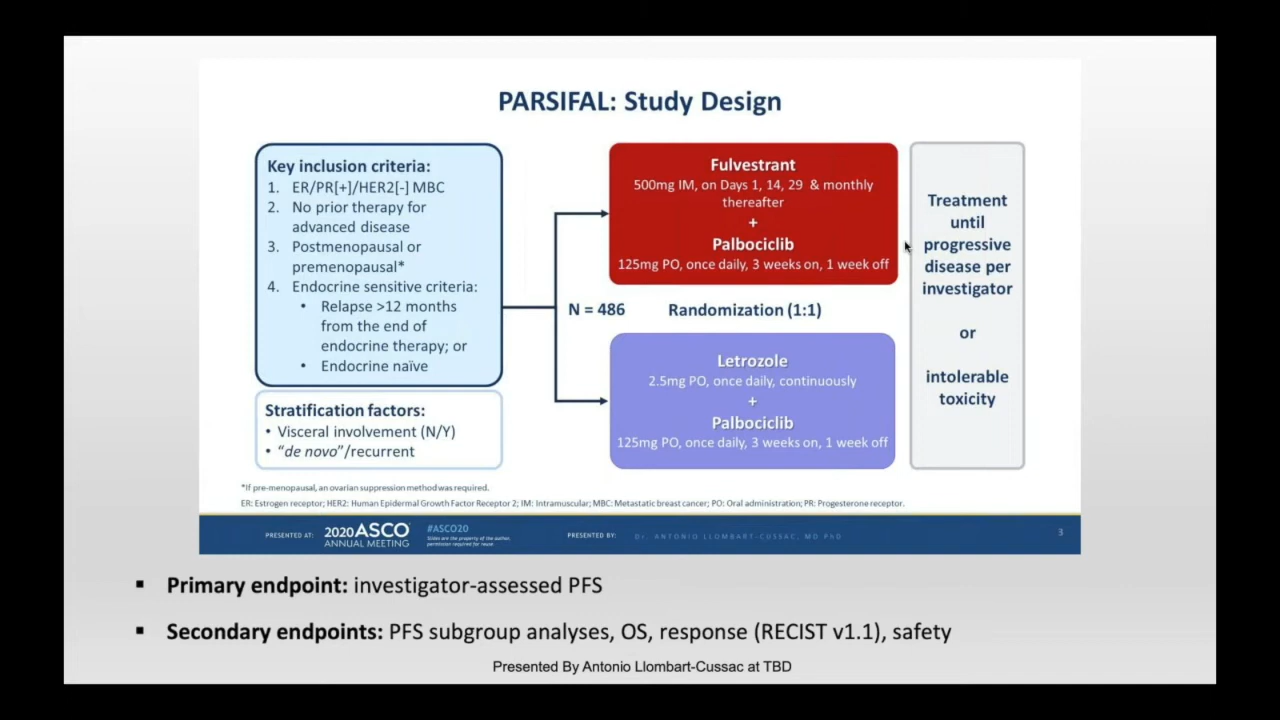 PARSIFAL: Study Design
Key inclusion criteria:
1. ER/PR[+]/HER2[-] MBC
2. No prior therapy for
advanced disease
3. Postmenopausal or
premenopausal*
4. Endocrine sensitive criteria:
• Relapse >12 months
from the end of
endocrine therapy; or
• Endocrine naïve
Stratification factors:
• Visceral involvement (N/Y)
• “de novo”/recurrent
N = 486
Randomization (1:1)
Fulvestrant
500mg IM, on Days 1, 14, 29 & monthly
thereafter
+
Palbociclib
125mg PO, once daily, 3 weeks on, 1 week off
Letrozole
2.5mg PO, once daily, continuously
+
Palbociclib
125mg PO, once daily, 3 weeks on, 1 week off
Treatment
until
progressive
disease per
investigator
or
intolerable
toxicity
*If pre-menopausal, an ovarian suppression method was required.
ER: Estrogen receptor; HER2: Human Epidermal Growth Factor Receptor 2; IM: Intramuscular; MBC: Metastatic breast cancer; PO: Oral administration; PR: Progesterone receptor.
PRESENTED AT:
2020 ASCO
ANNUAL MEETING
#ASCO20
Slides are the property of the author,
permission required for reuse.
PRESENTED BY:
Dr. ANTONIO LLOMBART-CUSSAC, MD PhD
3
▪ Primary endpoint: investigator-assessed PFS
▪ Secondary endpoints: PFS subgroup analyses, OS, response (RECIST v1.1), safety
Presented By Antonio Llombart-Cussac at TBD